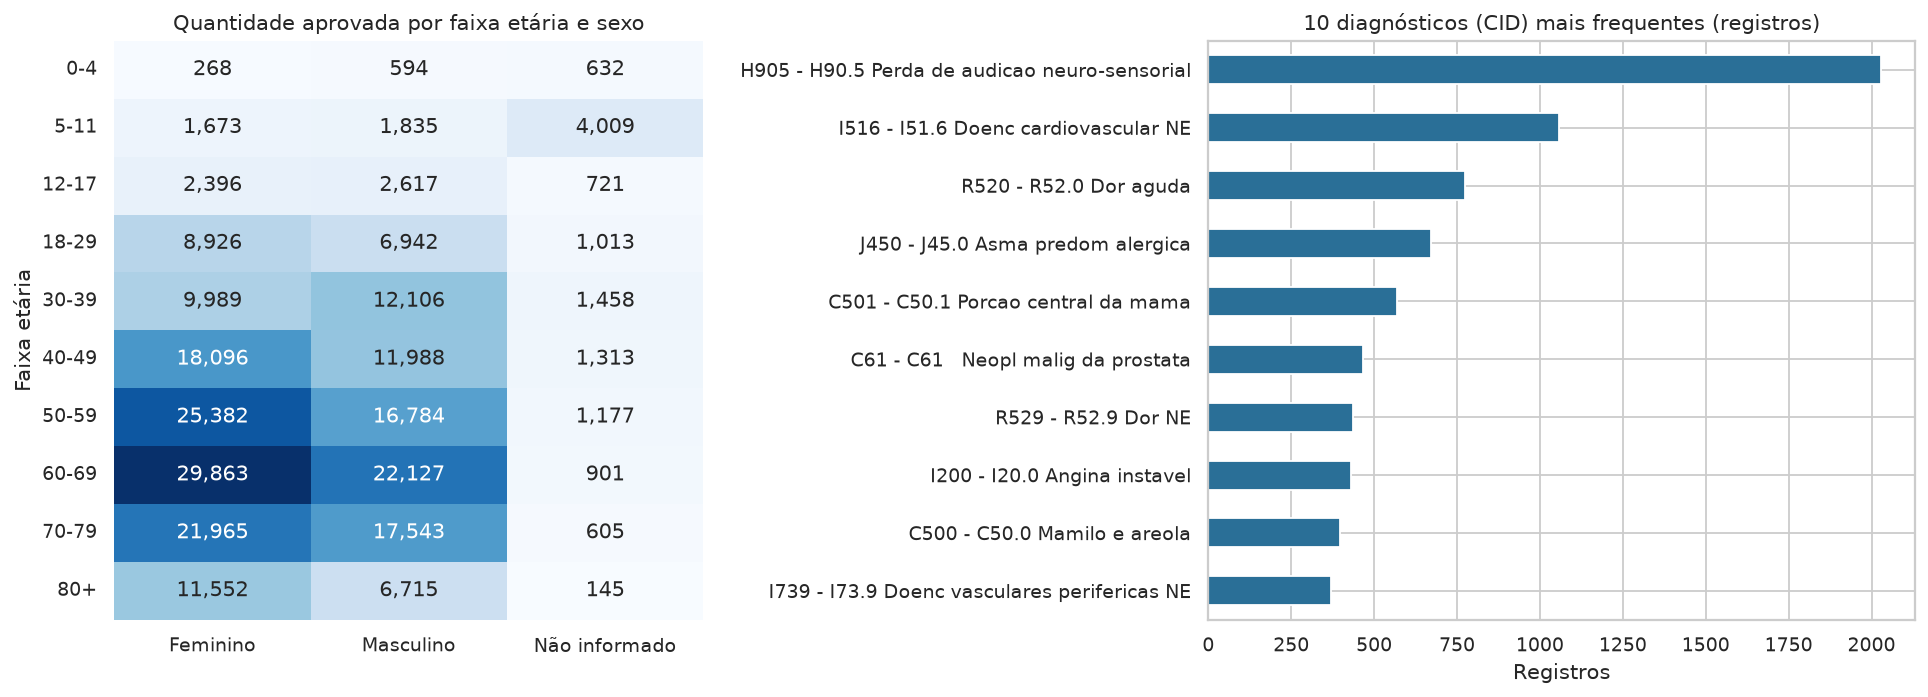 Quantidade aprovada por faixa etária e sexo
Faixa etária
0-4 268 594 632
5-11 1,673 1,835 4,009
12-17 2,396 2,617 721
18-29 8,926 6,942 1,013
30-39 9,989 12,106 1,458
40-49 18,096 11,988 1,313
50-59 25,382 16,784 1,177
60-69 29,863 22,127 901
70-79 21,965 17,543 605
80+ 11,552 6,715 145
Feminino Masculino Não informado
10 diagnósticos (CID) mais frequentes (registros)
H905 - H90.5 Perda de audicao neuro-sensorial
I516 - I51.6 Doenc cardiovascular NE
R520 - R52.0 Dor aguda
J450 - J45.0 Asma predom alergica
C501 - C50.1 Porcao central da mama
C61 - C61   Neopl malig da prostata
R529 - R52.9 Dor NE
I200 - I20.0 Angina instavel
C500 - C50.0 Mamilo e areola
I739 - I73.9 Doenc vasculares perifericas NE
0 250 500 750 1000 1250 1500 1750 2000
Registros